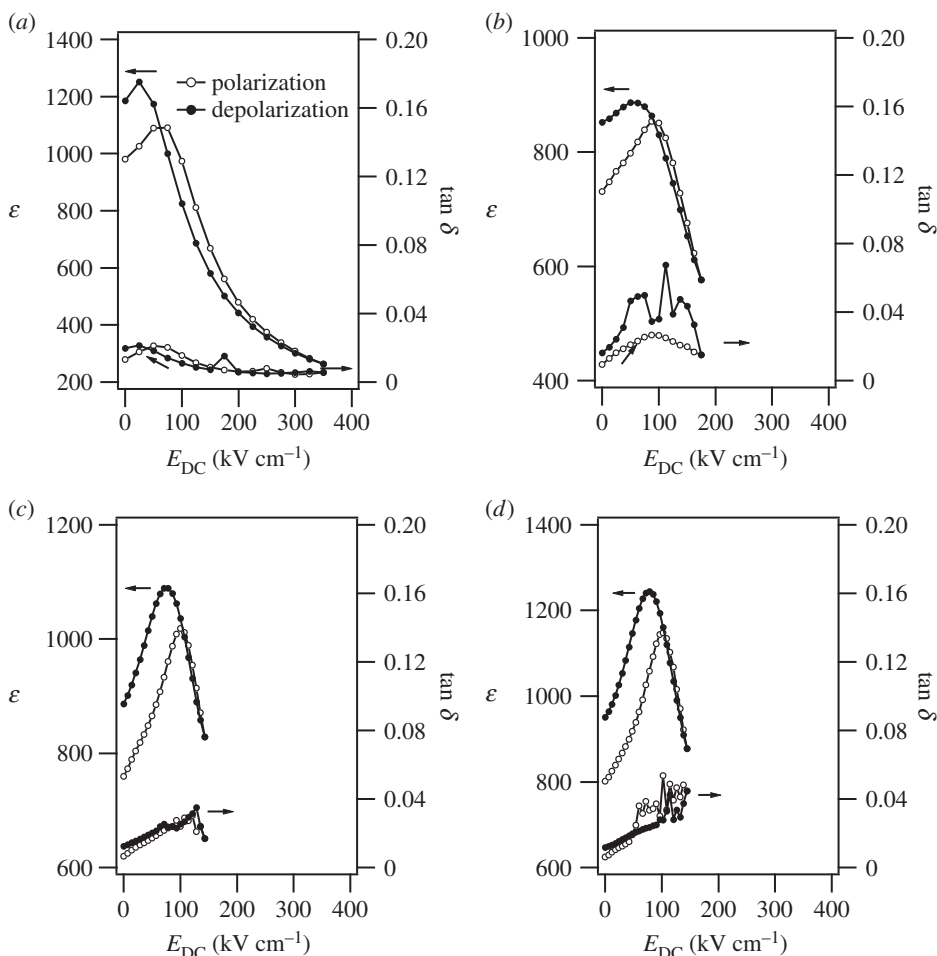 (a)
1400
1200
1000
800
600
400
200
ε
0.20
0.16
0.12
0.08
0.04
0
tan δ
polarization
depolarization
0 100 200 300 400
E_DC (kV cm⁻¹)
(b)
1000
800
600
400
ε
0.20
0.16
0.12
0.08
0.04
0
tan δ
0 100 200 300 400
E_DC (kV cm⁻¹)
(c)
1200
1000
800
600
ε
0.20
0.16
0.12
0.08
0.04
0
tan δ
0 100 200 300 400
E_DC (kV cm⁻¹)
(d)
1400
1200
1000
800
600
ε
0.20
0.16
0.12
0.08
0.04
0
tan δ
0 100 200 300 400
E_DC (kV cm⁻¹)